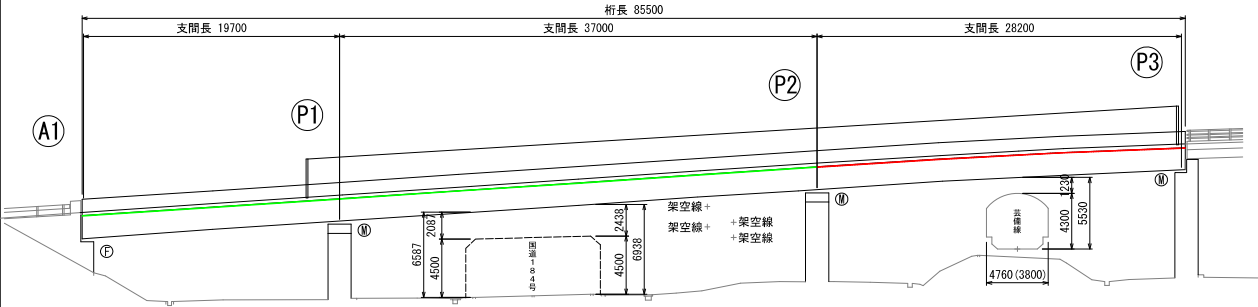 桁長 85500
支間長 19700
支間長 37000
支間長 28200
A1
P1
P2
P3
F
M
M
M
6587
4500
2087
国道184号
2438
4500
6938
架空線
架空線
架空線
架空線
芸備線
1230
4300
5530
4760(3800)